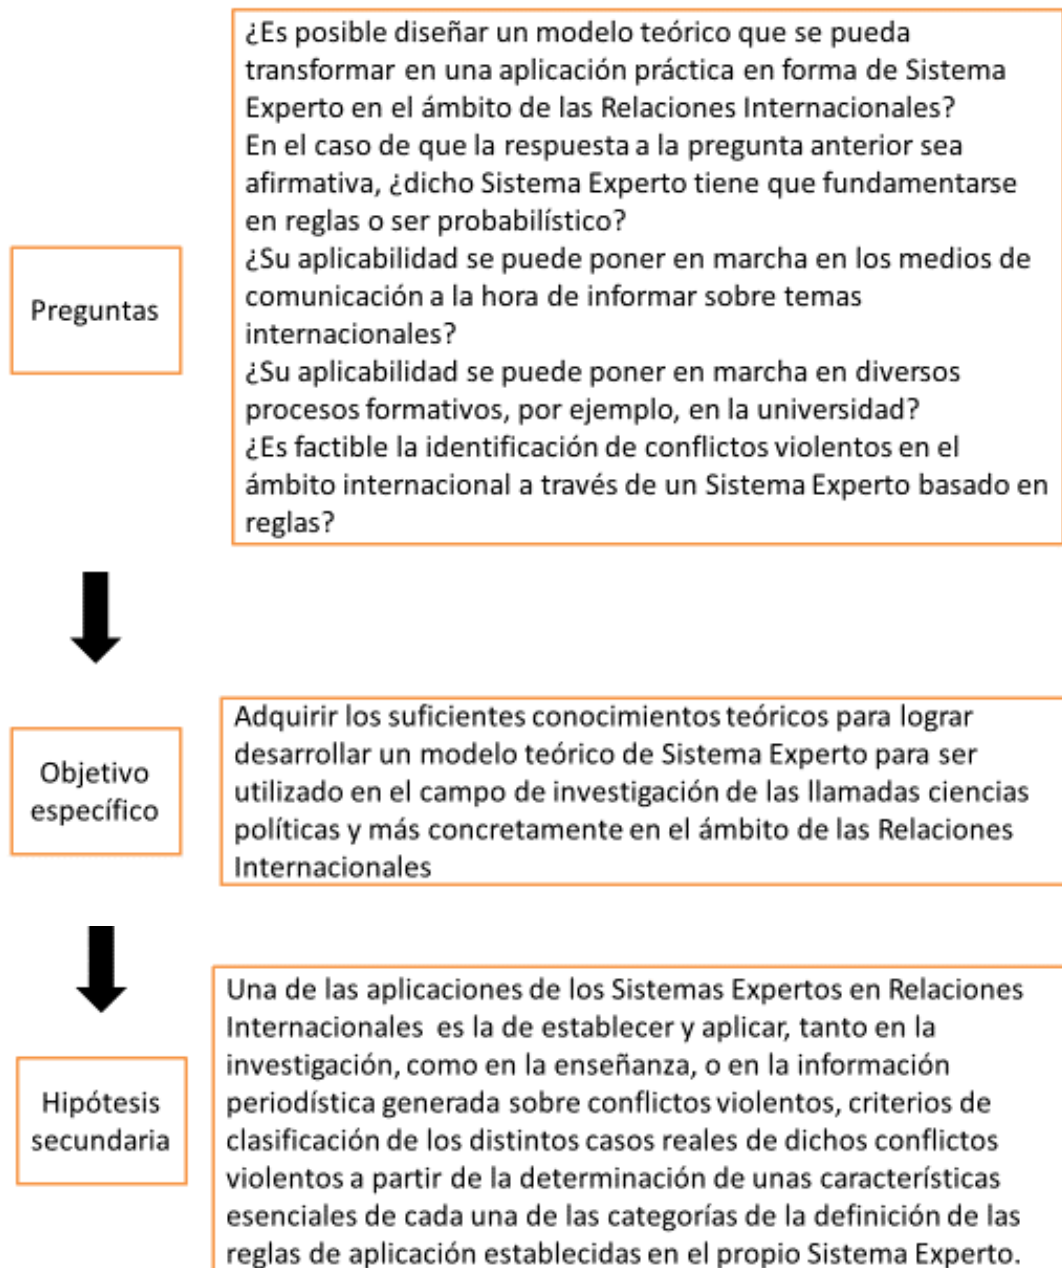 Preguntas
¿Es posible diseñar un modelo teórico que se pueda
transformar en una aplicación práctica en forma de Sistema
Experto en el ámbito de las Relaciones Internacionales?
En el caso de que la respuesta a la pregunta anterior sea
afirmativa, ¿dicho Sistema Experto tiene que fundamentarse
en reglas o ser probabilístico?
¿Su aplicabilidad se puede poner en marcha en los medios de
comunicación a la hora de informar sobre temas
internacionales?
¿Su aplicabilidad se puede poner en marcha en diversos
procesos formativos, por ejemplo, en la universidad?
¿Es factible la identificación de conflictos violentos en el
ámbito internacional a través de un Sistema Experto basado en
reglas?
Objetivo
específico
Adquirir los suficientes conocimientos teóricos para lograr
desarrollar un modelo teórico de Sistema Experto para ser
utilizado en el campo de investigación de las llamadas ciencias
políticas y más concretamente en el ámbito de las Relaciones
Internacionales
Hipótesis
secundaria
Una de las aplicaciones de los Sistemas Expertos en Relaciones
Internacionales es la de establecer y aplicar, tanto en la
investigación, como en la enseñanza, o en la información
periodística generada sobre conflictos violentos, criterios de
clasificación de los distintos casos reales de dichos conflictos
violentos a partir de la determinación de unas características
esenciales de cada una de las categorías de la definición de las
reglas de aplicación establecidas en el propio Sistema Experto.